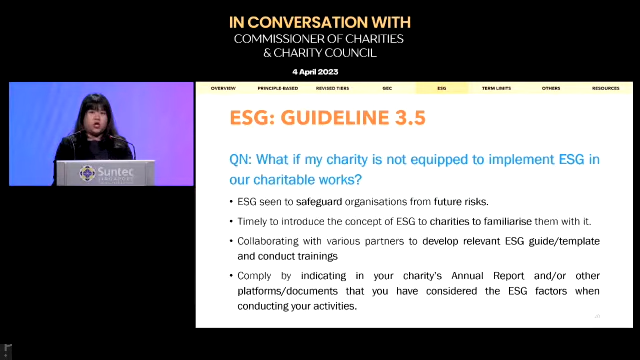 IN CONVERSATION WITH
COMMISSIONER OF CHARITIES
& CHARITY COUNCIL
4 April 2023
OVERVIEW PRINCIPLE-BASED REVISED TIERS GEC ESG TERM LIMITS OTHERS RESOURCES
ESG: GUIDELINE 3.5
QN: What if my charity is not equipped to implement ESG in
our charitable works?
• ESG seen to safeguard organisations from future risks.
• Timely to introduce the concept of ESG to charities to familiarise them with it.
• Collaborating with various partners to develop relevant ESG guide/template
and conduct trainings
• Comply by indicating in your charity's Annual Report and/or other
platforms/documents that you have considered the ESG factors when
conducting your activities.
Suntec